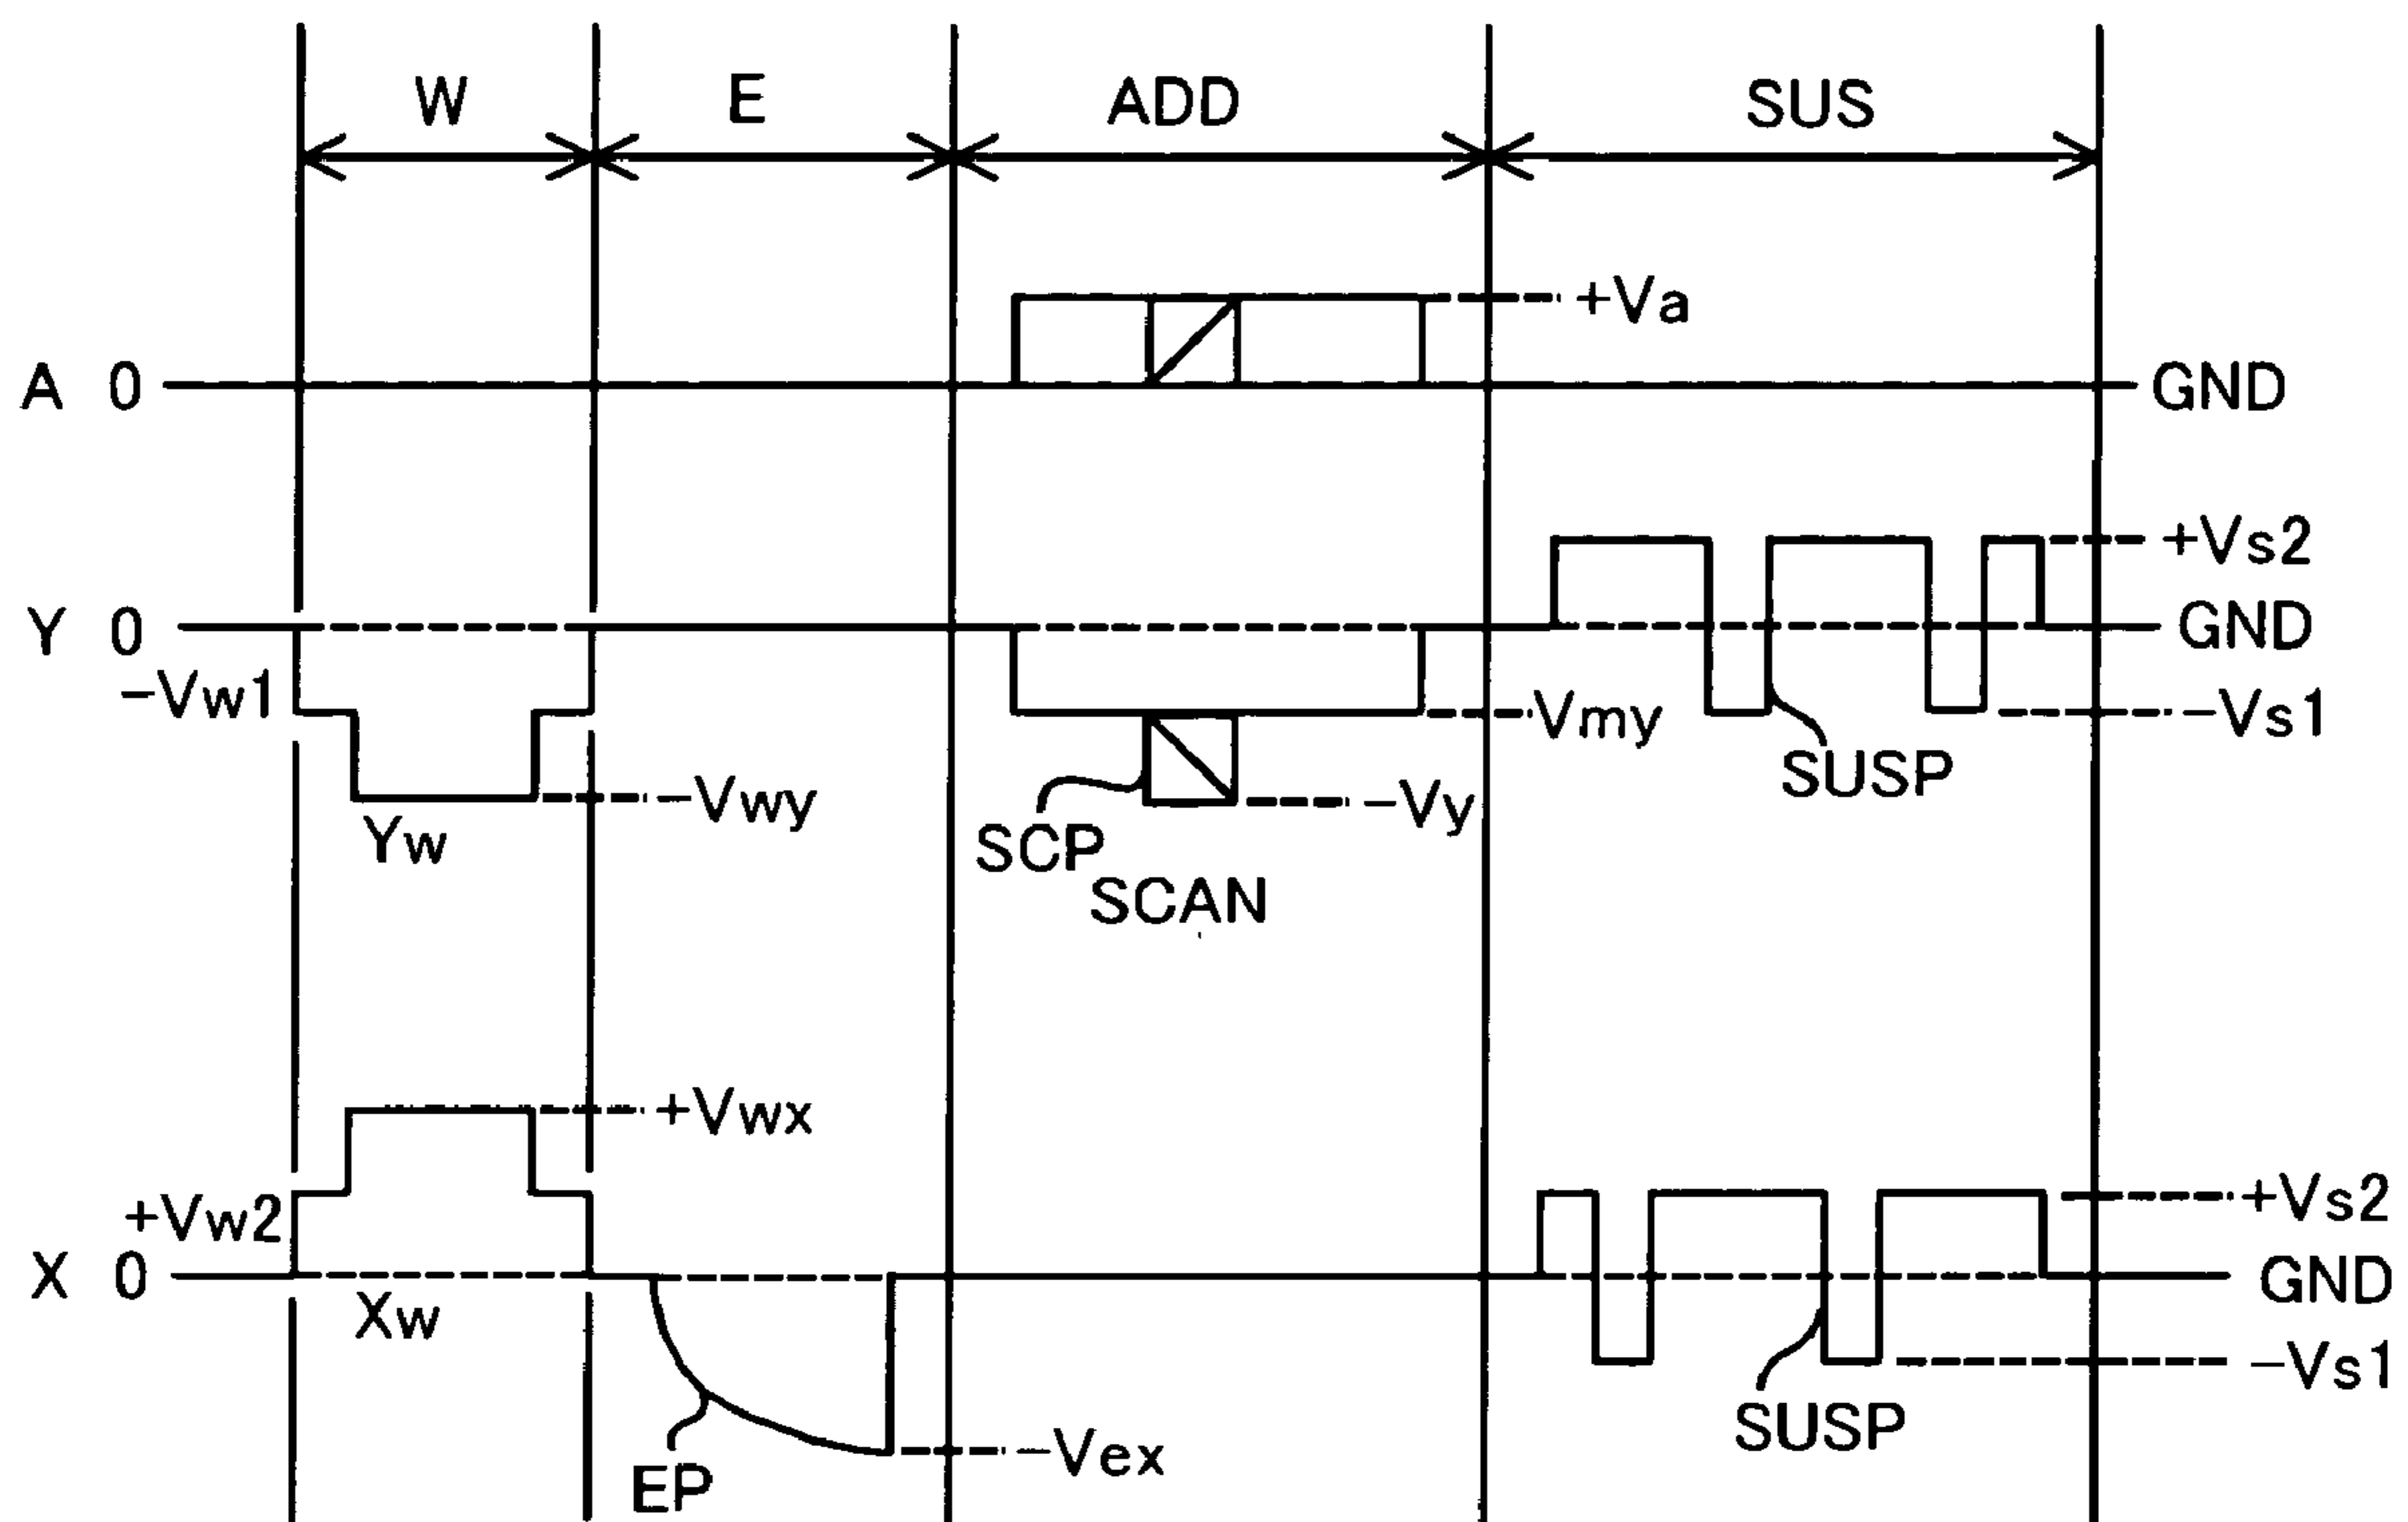 W E ADD SUS
+Va
A 0 GND
+Vs2
Y 0 GND
-Vw1 Vmy -Vs1
-Vwy -Vy SUSP
Yw SCP
SCAN
+Vwx
+Vw2 +Vs2
X 0 GND
Xw
-Vs1
SUSP
-Vex
EP